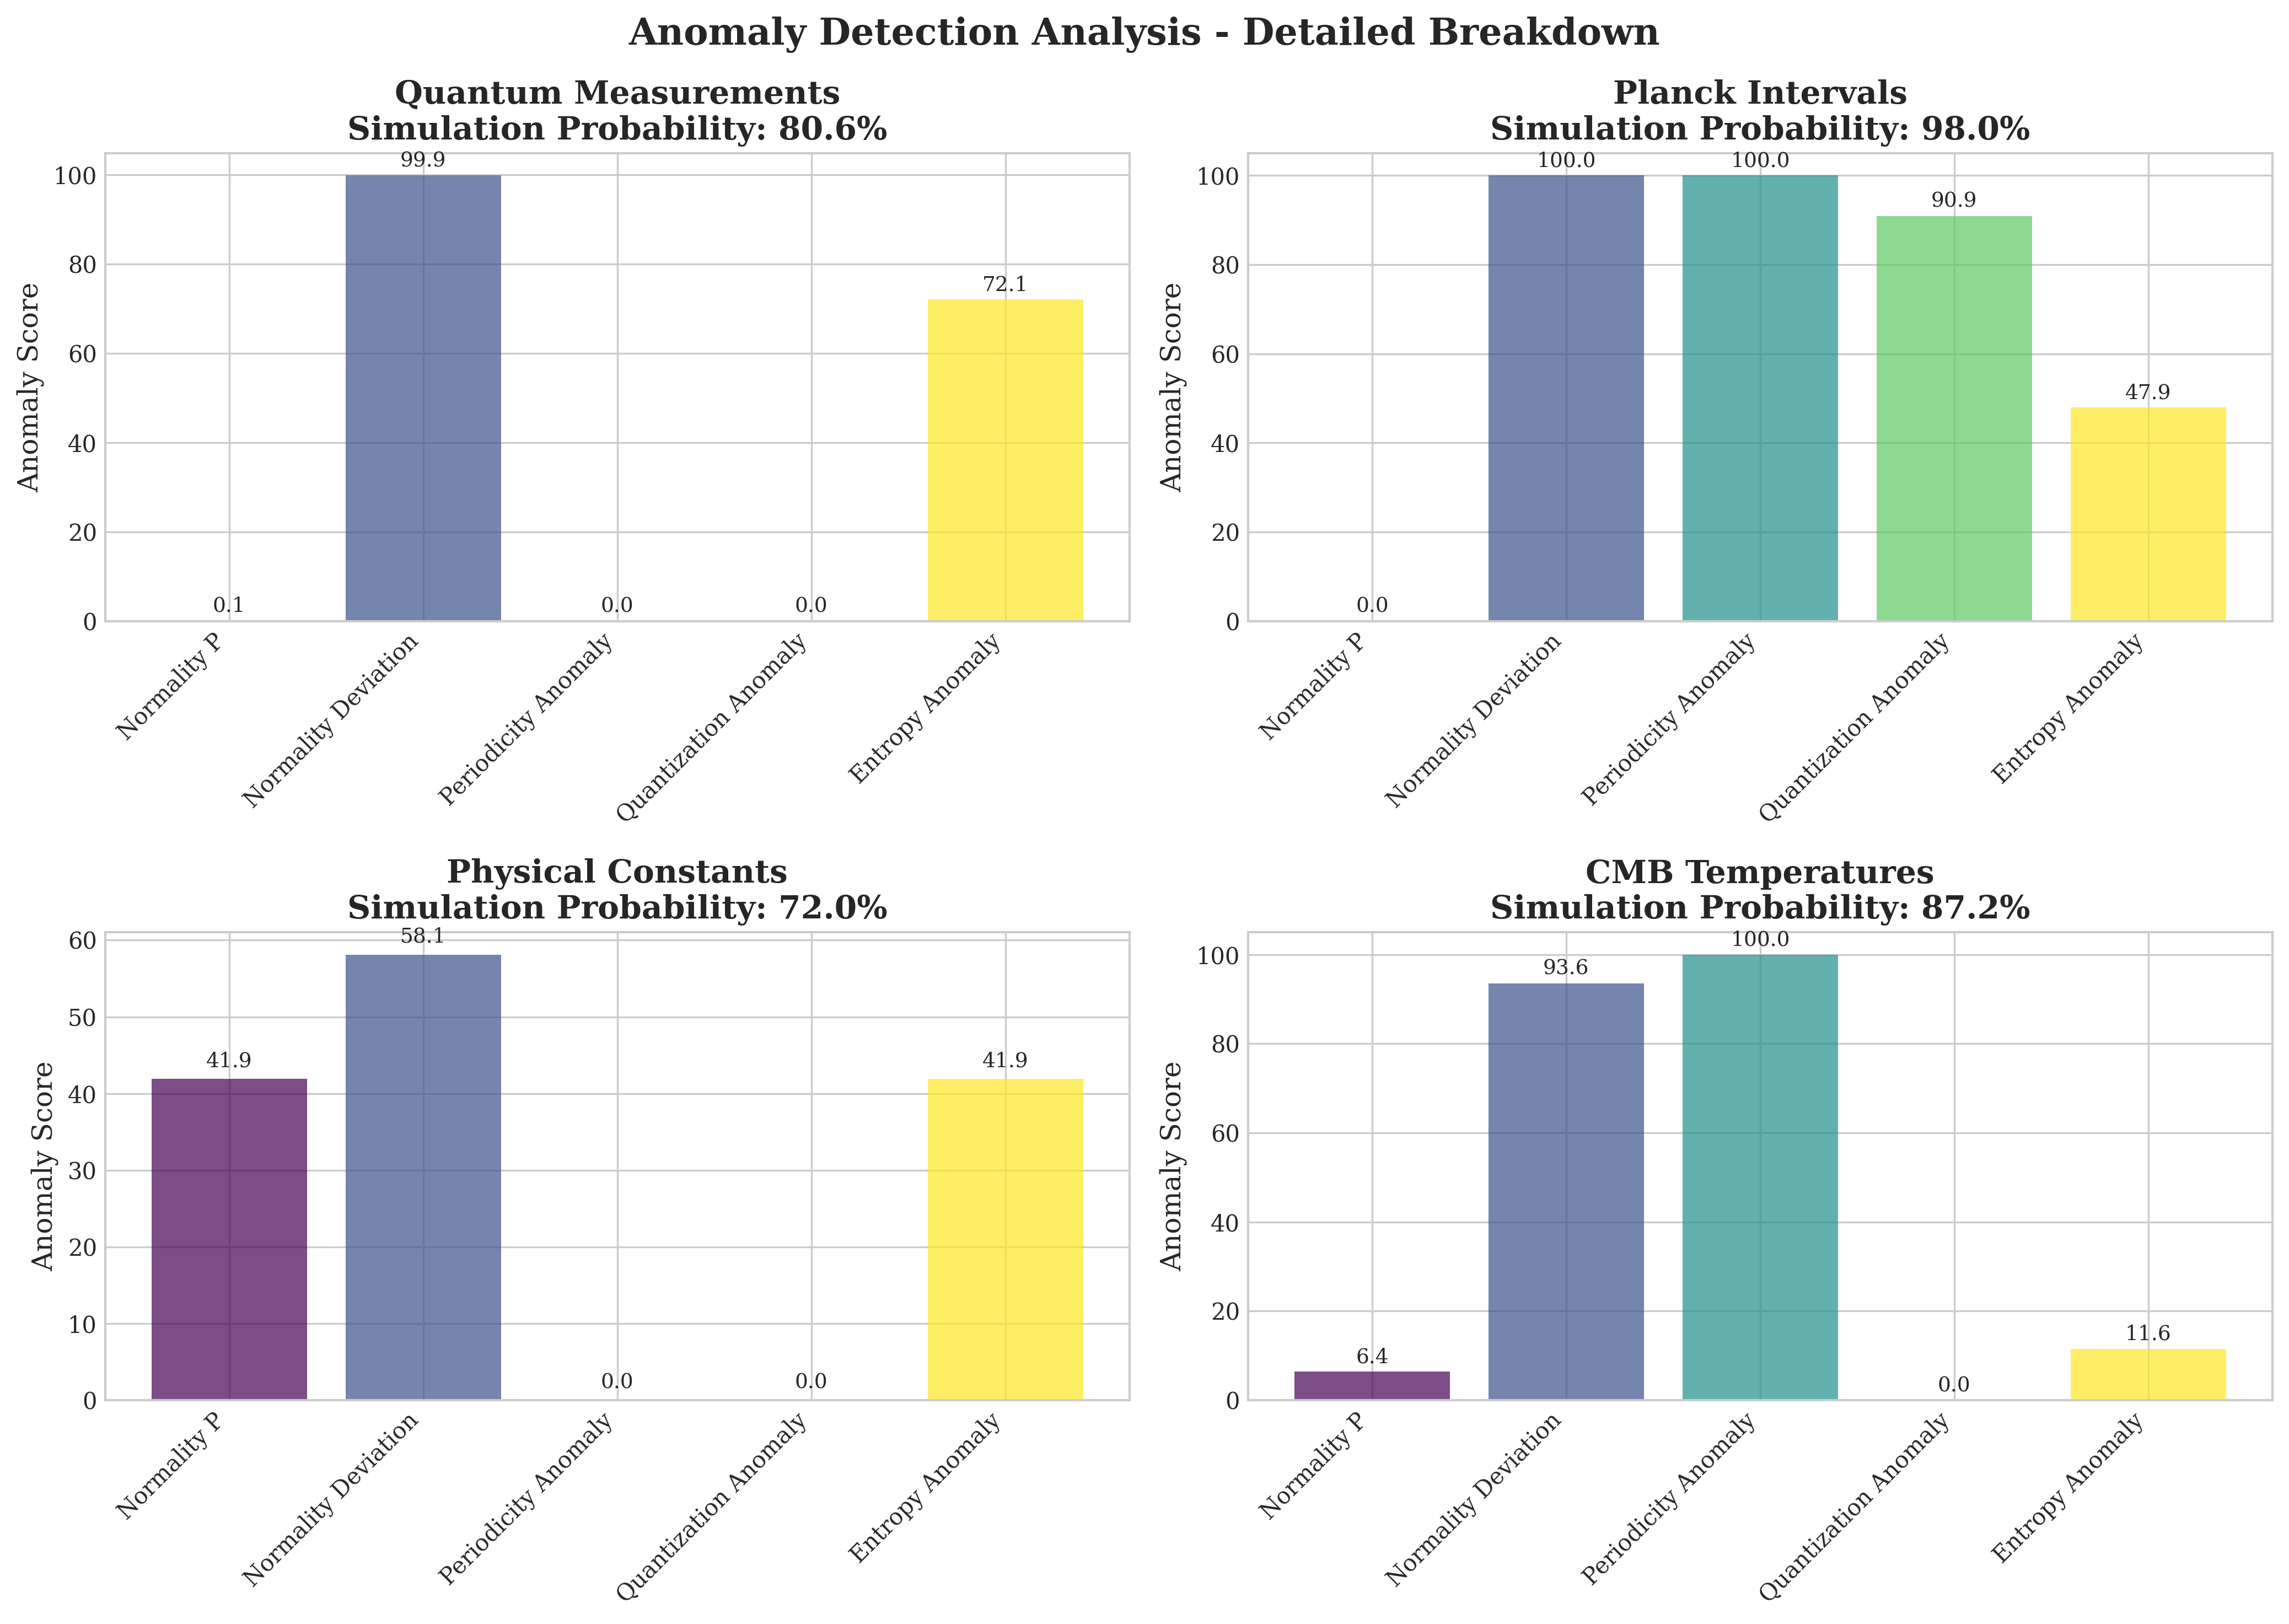 Anomaly Detection Analysis - Detailed Breakdown
Quantum Measurements
Simulation Probability: 80.6%
Anomaly Score
100
80
60
40
20
0
0.1
99.9
0.0
0.0
72.1
Normality P
Normality Deviation
Periodicity Anomaly
Quantization Anomaly
Entropy Anomaly
Planck Intervals
Simulation Probability: 98.0%
Anomaly Score
100
80
60
40
20
0
0.0
100.0
100.0
90.9
47.9
Normality P
Normality Deviation
Periodicity Anomaly
Quantization Anomaly
Entropy Anomaly
Physical Constants
Simulation Probability: 72.0%
Anomaly Score
60
50
40
30
20
10
0
41.9
58.1
0.0
0.0
41.9
Normality P
Normality Deviation
Periodicity Anomaly
Quantization Anomaly
Entropy Anomaly
CMB Temperatures
Simulation Probability: 87.2%
Anomaly Score
100
80
60
40
20
0
6.4
93.6
100.0
0.0
11.6
Normality P
Normality Deviation
Periodicity Anomaly
Quantization Anomaly
Entropy Anomaly